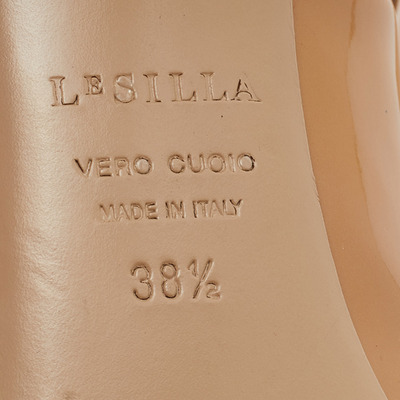 LESILLA
VERO CUOIO
MADE IN ITALY
38½